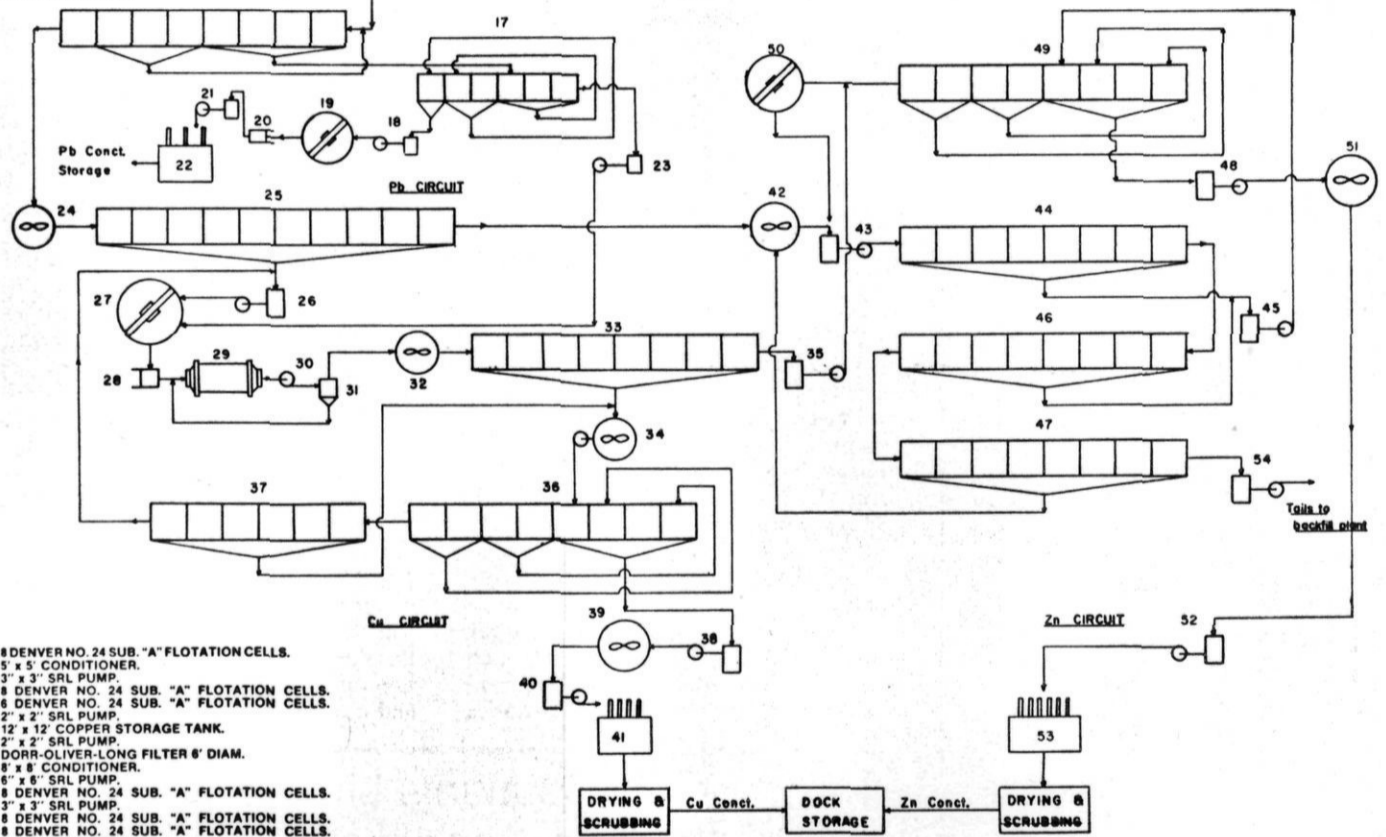 17
50
49
21
19
20
18
Pb Conct.
Storage
22
23
48
51
Pb CIRCUIT
25
42
44
24
43
27
26
45
33
46
29
30
35
28
31
32
47
34
54
37
36
Tails to
backfill plant
39
Zn CIRCUIT
52
Cu CIRCUIT
38
8 DENVER NO. 24 SUB. "A" FLOTATION CELLS.
5' x 5' CONDITIONER.
3" x 3" SRL PUMP.
8 DENVER NO. 24 SUB. "A" FLOTATION CELLS.
6 DENVER NO. 24 SUB. "A" FLOTATION CELLS.
2" x 2" SRL PUMP.
12' x 12' COPPER STORAGE TANK.
2" x 2" SRL PUMP.
DORR-OLIVER-LONG FILTER 6' DIAM.
8' x 8' CONDITIONER.
6" x 6" SRL PUMP.
8 DENVER NO. 24 SUB. "A" FLOTATION CELLS.
3" x 3" SRL PUMP.
8 DENVER NO. 24 SUB. "A" FLOTATION CELLS.
8 DENVER NO. 24 SUB. "A" FLOTATION CELLS.
40
41
53
DRYING &
SCRUBBING
Cu Conct.
DOCK
STORAGE
Zn Conct.
DRYING &
SCRUBBING